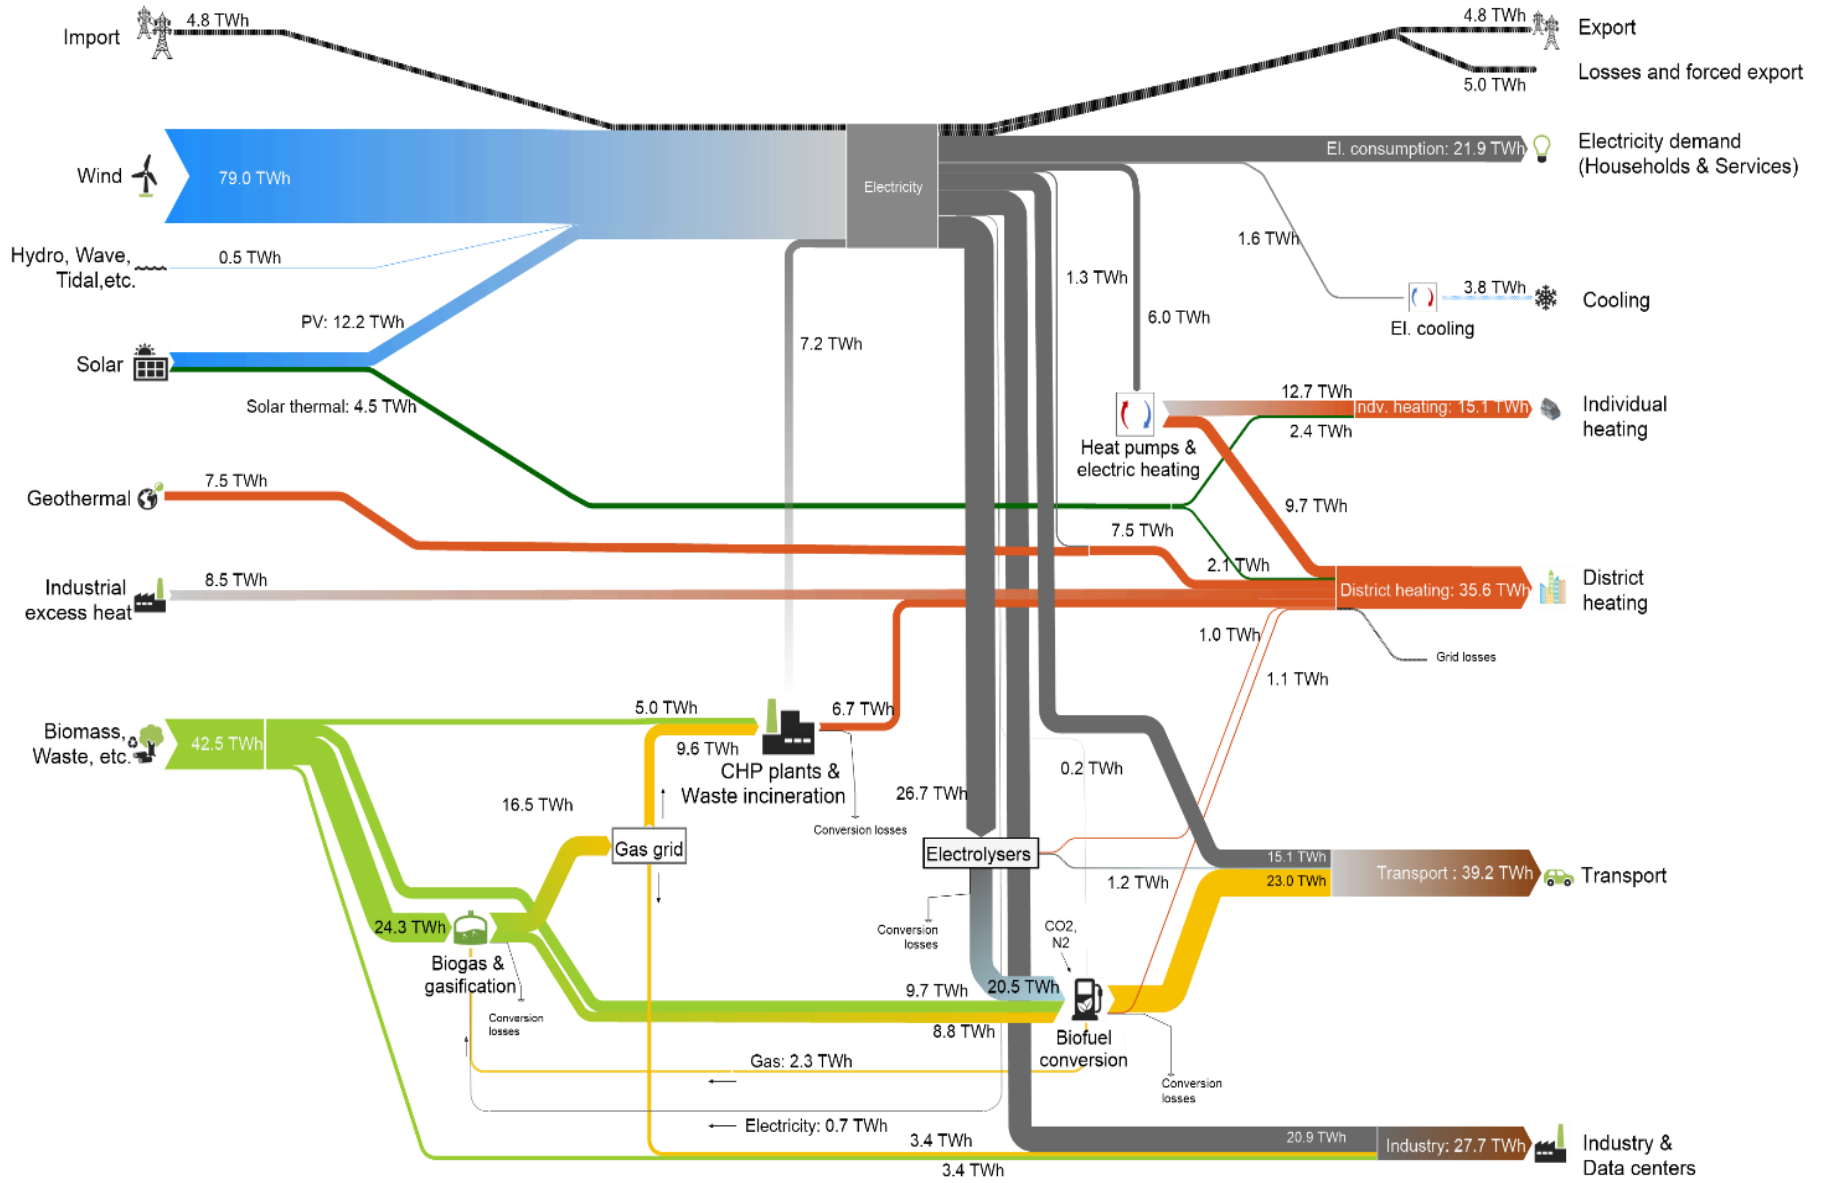 4.8 TWh
Import
4.8 TWh
Export
Losses and forced export
5.0 TWh
Wind
79.0 TWh
Electricity
El. consumption: 21.9 TWh
Electricity demand
(Households & Services)
Hydro, Wave,
Tidal,etc.
0.5 TWh
1.6 TWh
1.3 TWh
6.0 TWh
3.8 TWh
Cooling
El. cooling
PV: 12.2 TWh
7.2 TWh
Solar
Solar thermal: 4.5 TWh
12.7 TWh
Indv. heating: 15.1 TWh
2.4 TWh
Individual
heating
Heat pumps &
electric heating
Geothermal
7.5 TWh
9.7 TWh
7.5 TWh
2.1 TWh
Industrial
excess heat
8.5 TWh
District heating: 35.6 TWh
District
heating
1.0 TWh
Grid losses
1.1 TWh
Biomass,
Waste, etc.
42.5 TWh
5.0 TWh
6.7 TWh
9.6 TWh
CHP plants &
Waste incineration
Conversion losses
16.5 TWh
Gas grid
26.7 TWh
0.2 TWh
Electrolysers
1.2 TWh
15.1 TWh
23.0 TWh
Transport : 39.2 TWh
Transport
24.3 TWh
Biogas &
gasification
Conversion
losses
Conversion
losses
CO2,
N2
9.7 TWh
20.5 TWh
8.8 TWh
Biofuel
conversion
Conversion
losses
Gas: 2.3 TWh
Electricity: 0.7 TWh
3.4 TWh
3.4 TWh
20.9 TWh
Industry: 27.7 TWh
Industry &
Data centers